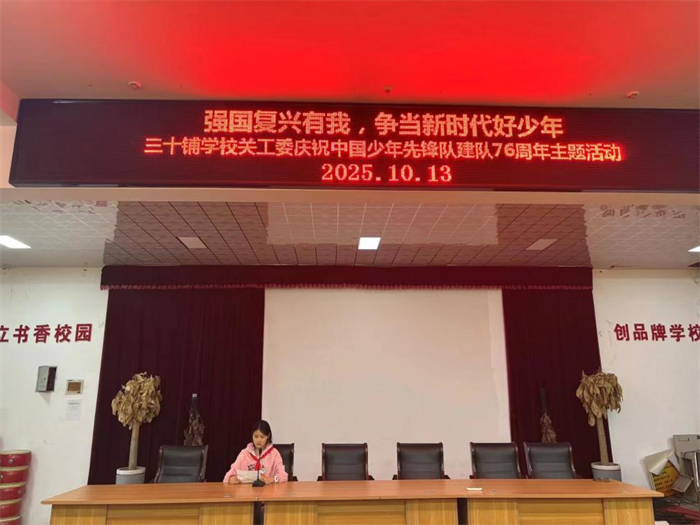 强国复兴有我，争当新时代好少年
三十铺学校关工委庆祝中国少年先锋队建队76周年主题活动
2025.10.13
立书香校园
创品牌学校